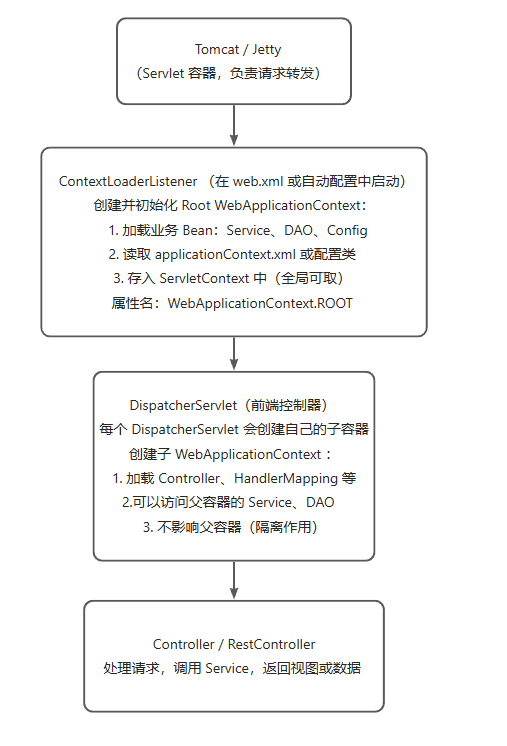 Tomcat / Jetty
（Servlet 容器，负责请求转发）
ContextLoaderListener （在 web.xml 或自动配置中启动）
创建并初始化 Root WebApplicationContext：
1. 加载业务 Bean：Service、DAO、Config
2. 读取 applicationContext.xml 或配置类
3. 存入 ServletContext 中（全局可取）
属性名：WebApplicationContext.ROOT
DispatcherServlet（前端控制器）
每个 DispatcherServlet 会创建自己的子容器
创建子 WebApplicationContext ：
1. 加载 Controller、HandlerMapping 等
2.可以访问父容器的 Service、DAO
3. 不影响父容器（隔离作用）
Controller / RestController
处理请求，调用 Service，返回视图或数据